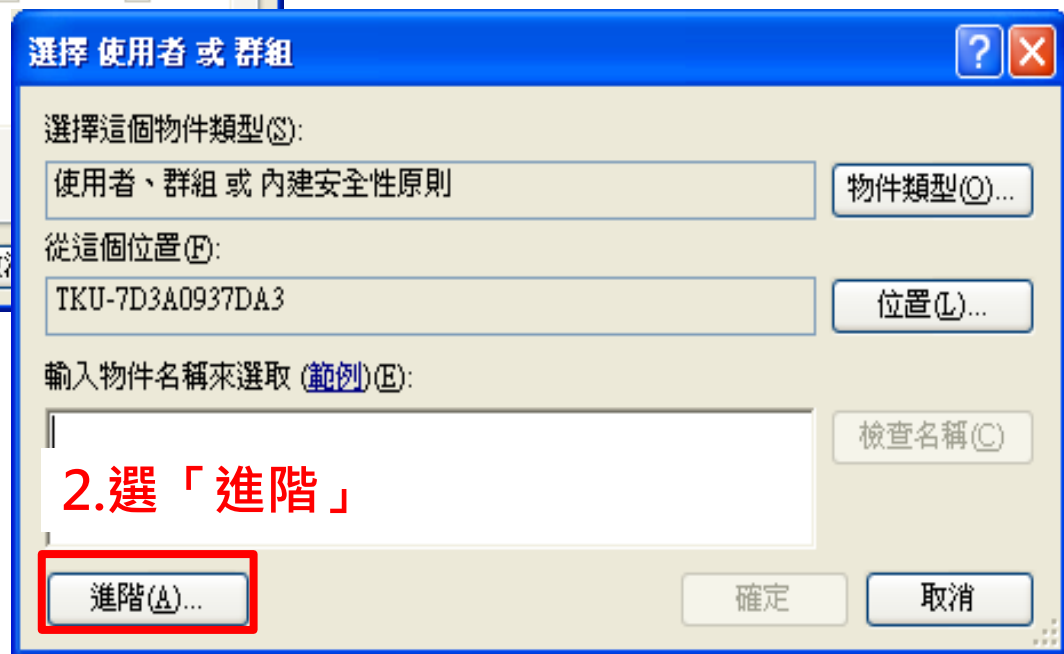 選擇 使用者 或 群組
選擇這個物件類型(S):
使用者、群組 或 內建安全性原則
物件類型(O)...
從這個位置(F):
TKU-7D3A0937DA3
位置(L)...
輸入物件名稱來選取 (範例)(E):
檢查名稱(C)
2.選「進階」
進階(A)...
確定
取消